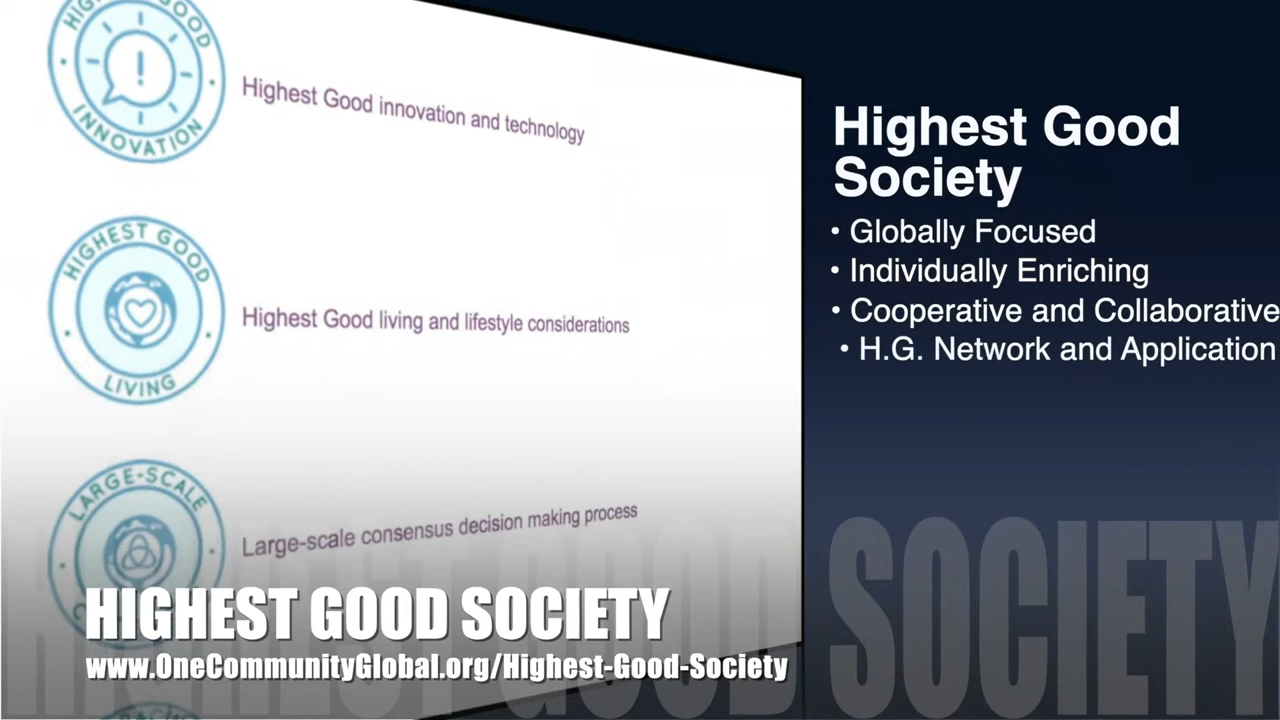 HIGHEST GOOD
INNOVATION
Highest Good innovation and technology
HIGHEST GOOD
LIVING
Highest Good living and lifestyle considerations
LARGE-SCALE
Large-scale consensus decision making process
Highest Good
Society
• Globally Focused
• Individually Enriching
• Cooperative and Collaborative
• H.G. Network and Application
HIGHEST GOOD SOCIETY
HIGHEST GOOD SOCIETY
www.OneCommunityGlobal.org/Highest-Good-Society